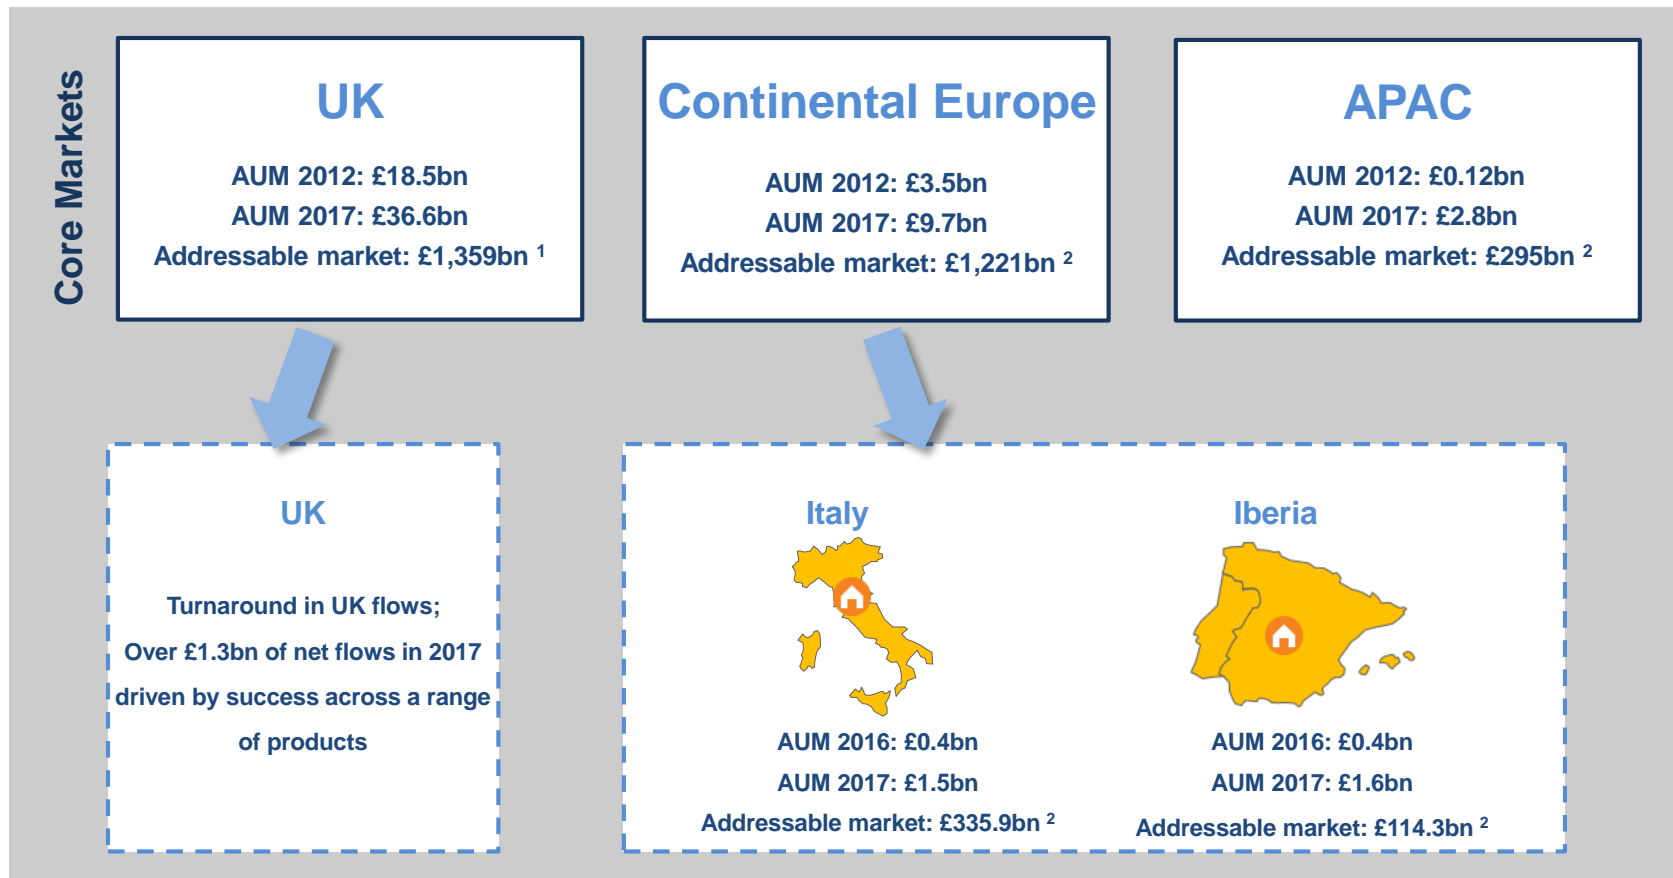 Core Markets
UK
AUM 2012: £18.5bn
AUM 2017: £36.6bn
Addressable market: £1,359bn 1
Continental Europe
AUM 2012: £3.5bn
AUM 2017: £9.7bn
Addressable market: £1,221bn 2
APAC
AUM 2012: £0.12bn
AUM 2017: £2.8bn
Addressable market: £295bn 2
UK
Turnaround in UK flows;
Over £1.3bn of net flows in 2017
driven by success across a range
of products
Italy
AUM 2016: £0.4bn
AUM 2017: £1.5bn
Addressable market: £335.9bn 2
Iberia
AUM 2016: £0.4bn
AUM 2017: £1.6bn
Addressable market: £114.3bn 2